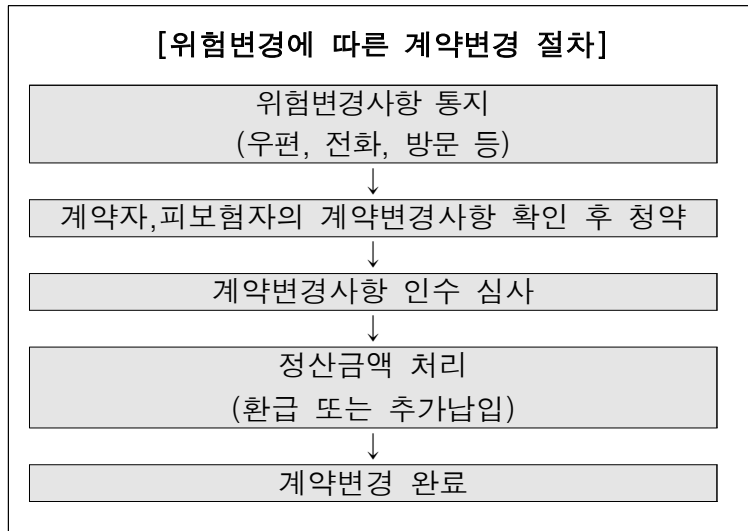 [위험변경에 따른 계약변경 절차]
위험변경사항 통지
(우편, 전화, 방문 등)
↓
계약자,피보험자의 계약변경사항 확인 후 청약
↓
계약변경사항 인수 심사
↓
정산금액 처리
(환급 또는 추가납입)
↓
계약변경 완료